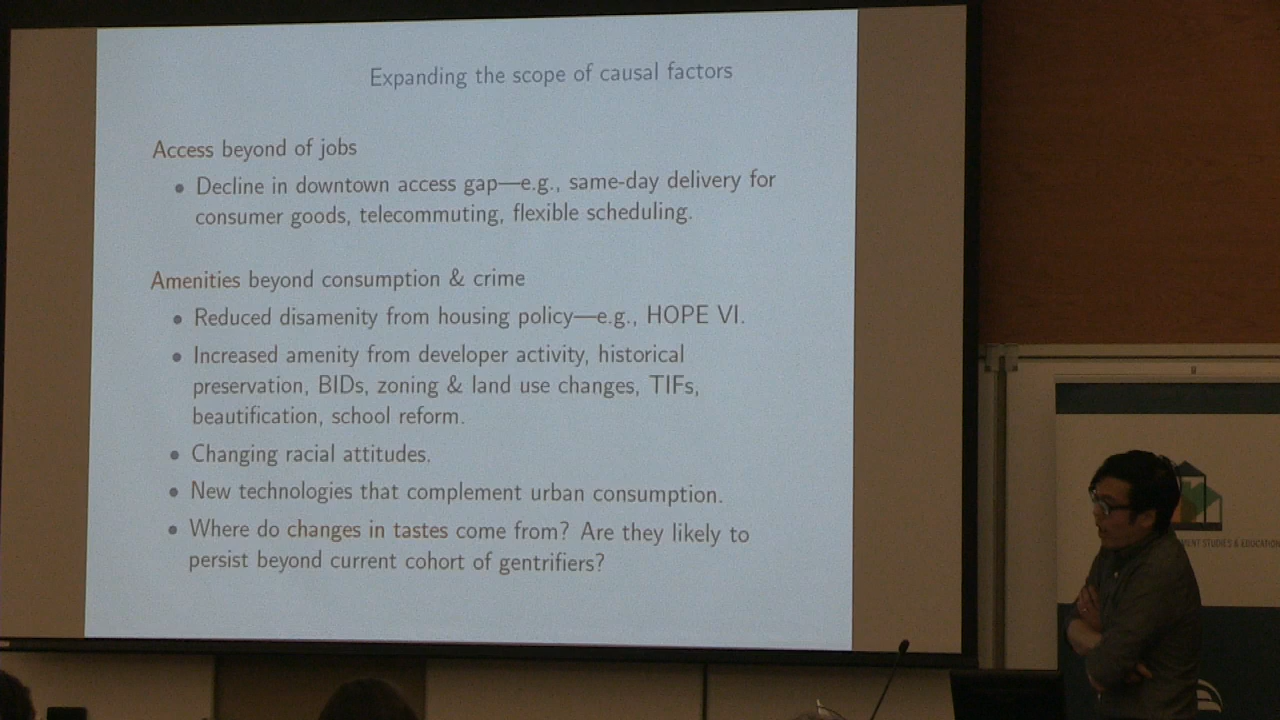 Expanding the scope of causal factors
Access beyond of jobs
• Decline in downtown access gap—e.g., same-day delivery for
consumer goods, telecommuting, flexible scheduling.
Amenities beyond consumption & crime
• Reduced disamenity from housing policy—e.g., HOPE VI.
• Increased amenity from developer activity, historical
preservation, BIDs, zoning & land use changes, TIFs,
beautification, school reform.
• Changing racial attitudes.
• New technologies that complement urban consumption.
• Where do changes in tastes come from? Are they likely to
persist beyond current cohort of gentrifiers?
STUDIES & EDUCATION